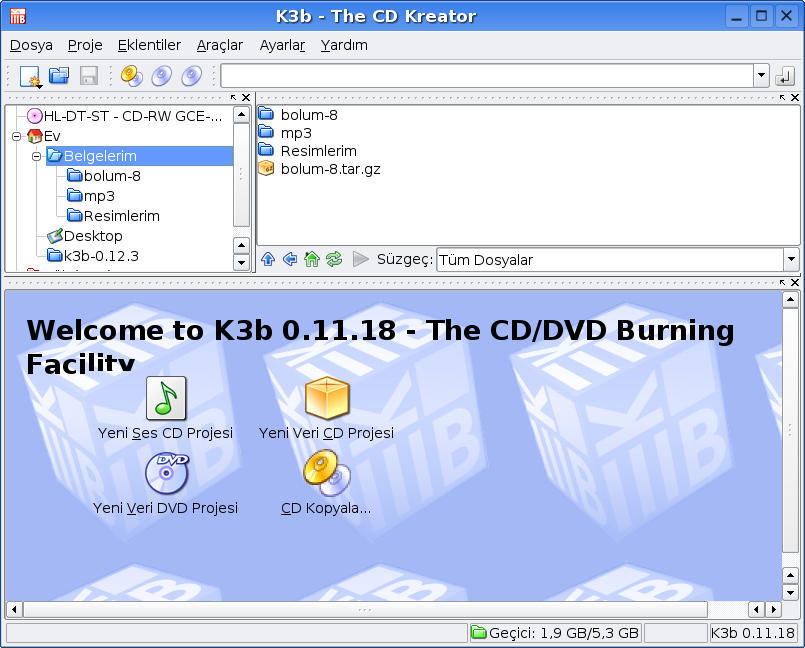 K3b - The CD Kreator
Dosya Proje Eklentiler Araçlar Ayarlar Yardım
HL-DT-ST - CD-RW GCE-...
Ev
Belgelerim
bolum-8
mp3
Resimlerim
Desktop
k3b-0.12.3
bolum-8
mp3
Resimlerim
bolum-8.tar.gz
Süzgeç: Tüm Dosyalar
Welcome to K3b 0.11.18 - The CD/DVD Burning
Facility
Yeni Ses CD Projesi Yeni Veri CD Projesi
DVD
Yeni Veri DVD Projesi CD Kopyala...
Geçici: 1,9 GB/5,3 GB K3b 0.11.18